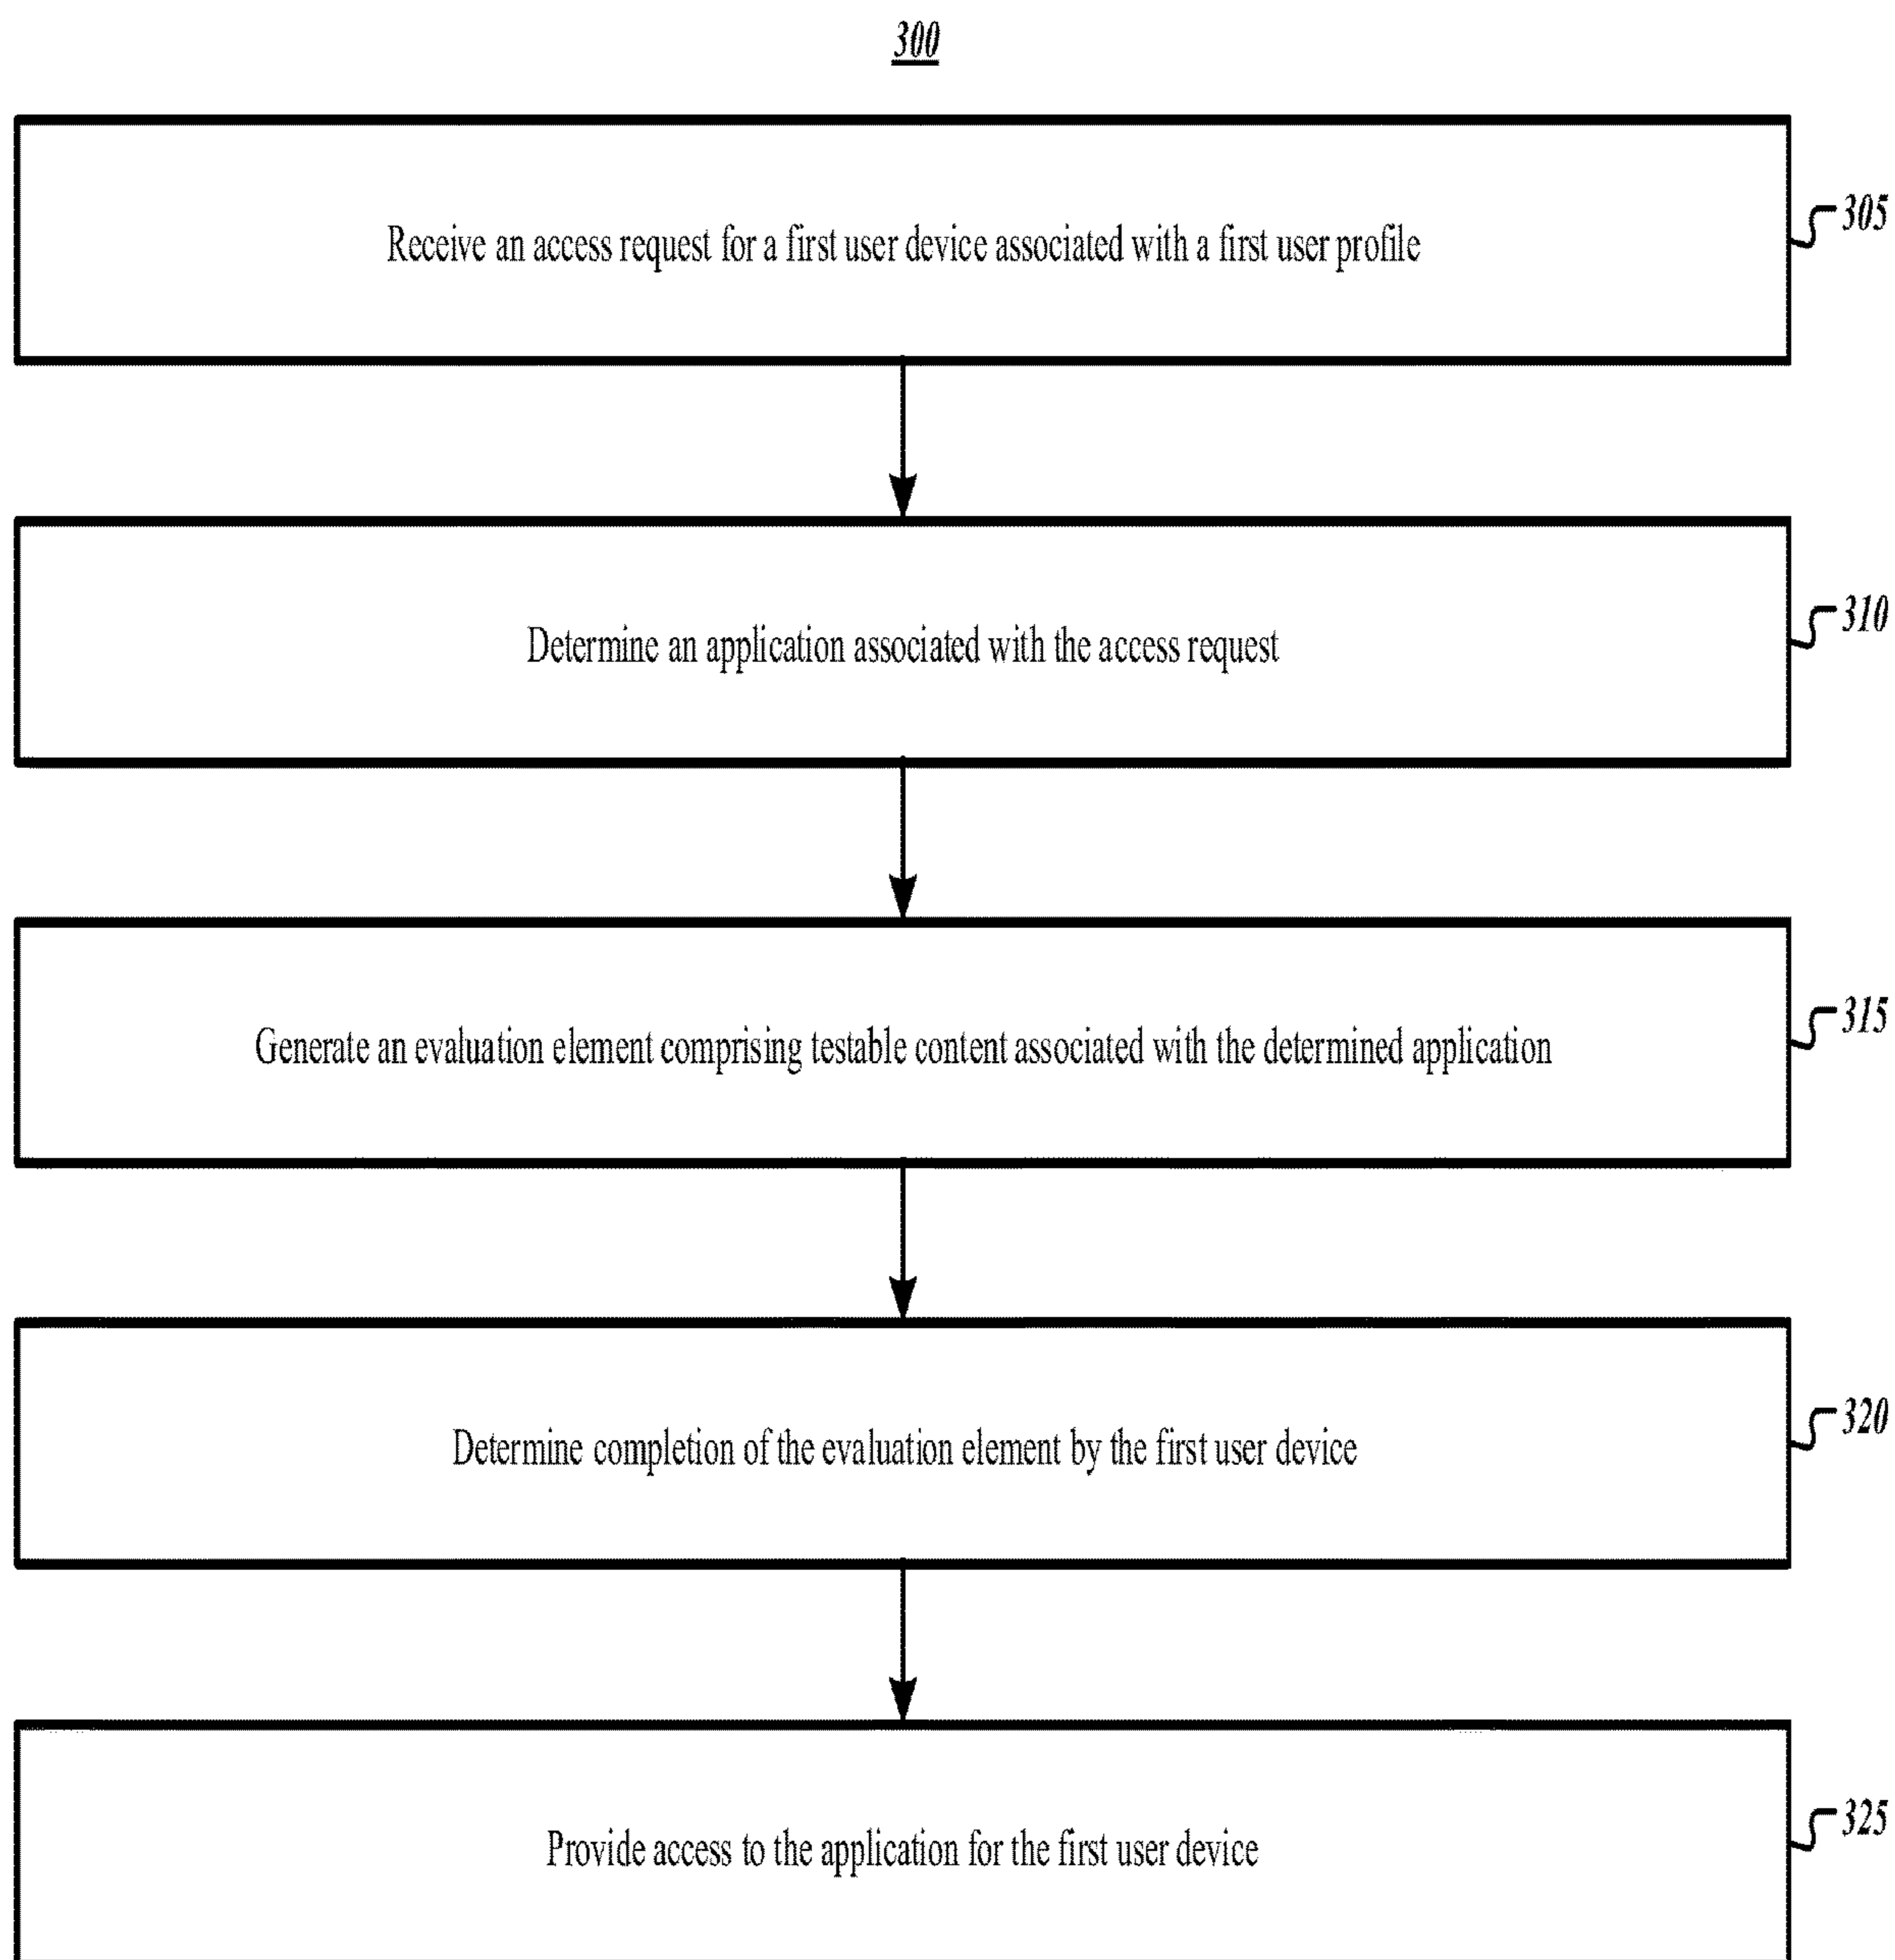 300
Receive an access request for a first user device associated with a first user profile
305
Determine an application associated with the access request
310
Generate an evaluation element comprising testable content associated with the determined application
315
Determine completion of the evaluation element by the first user device
320
Provide access to the application for the first user device
325